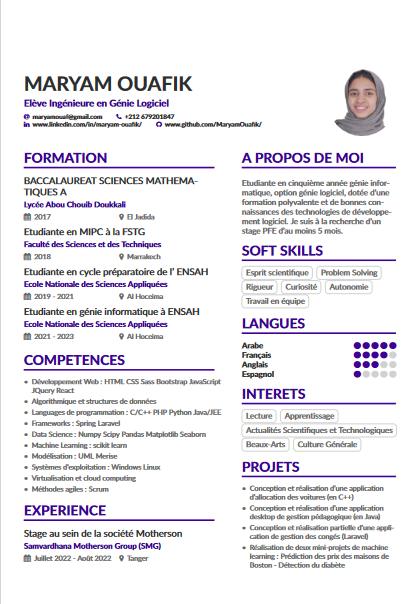 MARYAM OUAFIK
Elève Ingénieure en Génie Logiciel
maryamouaf@gmail.com +212 679201847
www.linkedin.com/in/maryam-ouafik/ www.github.com/MaryamOuafik/
FORMATION
BACCALAUREAT SCIENCES MATHEMA-
TIQUES A
Lycée Abou Chouib Doukkali
2017 El Jadida
Etudiante en MIPC à la FSTG
Faculté des Sciences et des Techniques
2018 Marrakech
Etudiante en cycle préparatoire de l' ENSAH
Ecole Nationale des Sciences Appliquées
2019 - 2021 Al Hoceima
Etudiante en génie informatique à ENSAH
Ecole Nationale des Sciences Appliquées
2021 - 2023 Al Hoceima
COMPETENCES
• Développement Web : HTML CSS Sass Bootstrap JavaScript
JQuery React
• Algorithmique et structures de données
• Languages de programmation : C/C++ PHP Python Java/JEE
• Frameworks : Spring Laravel
• Data Science : Numpy Scipy Pandas Matplotlib Seaborn
• Machine Learning : scikit learn
• Modélisation : UML Merise
• Systèmes d'exploitation : Windows Linux
• Virtualisation et cloud computing
• Méthodes agiles : Scrum
EXPERIENCE
Stage au sein de la société Motherson
Samvardhana Motherson Group (SMG)
Juillet 2022 - Août 2022 Tanger
A PROPOS DE MOI
Etudiante en cinquième année génie infor-
matique, option génie logiciel, dotée d'une
formation polyvalente et de bonnes con-
naissances des technologies de développe-
ment logiciel. Je suis à la recherche d'un
stage PFE d'au moins 5 mois.
SOFT SKILLS
Esprit scientifique Problem Solving
Rigueur Curiosité Autonomie
Travail en équipe
LANGUES
Arabe
Français
Anglais
Espagnol
INTERETS
Lecture Apprentissage
Actualités Scientifiques et Technologiques
Beaux-Arts Culture Générale
PROJETS
• Conception et réalisation d'une application
d'allocation des voitures (en C++)
• Conception et réalisation d'une application
desktop de gestion pédagogique (en Java)
• Conception et réalisation partielle d'une appli-
cation de gestion des congés (Laravel)
• Réalisation de deux mini-projets de machine
learning : Prédiction des prix des maisons de
Boston - Détection du diabète